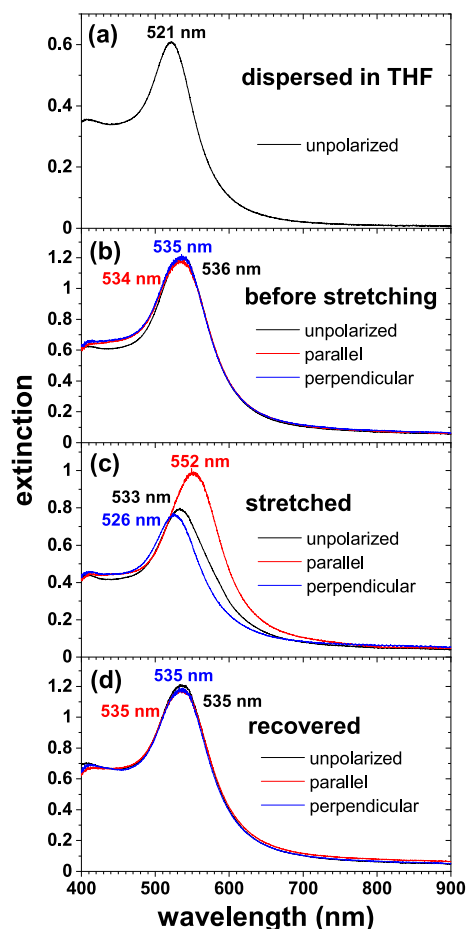 (a)
521 nm
dispersed in THF
unpolarized
0.6
0.4
0.2
0
(b)
535 nm
534 nm
536 nm
before stretching
unpolarized
parallel
perpendicular
1.2
1
0.8
0.6
0.4
0.2
0
extinction
(c)
552 nm
533 nm
526 nm
stretched
unpolarized
parallel
perpendicular
1
0.8
0.6
0.4
0.2
0
(d)
535 nm
535 nm
535 nm
recovered
unpolarized
parallel
perpendicular
1.2
1
0.8
0.6
0.4
0.2
0
400 500 600 700 800 900
wavelength (nm)